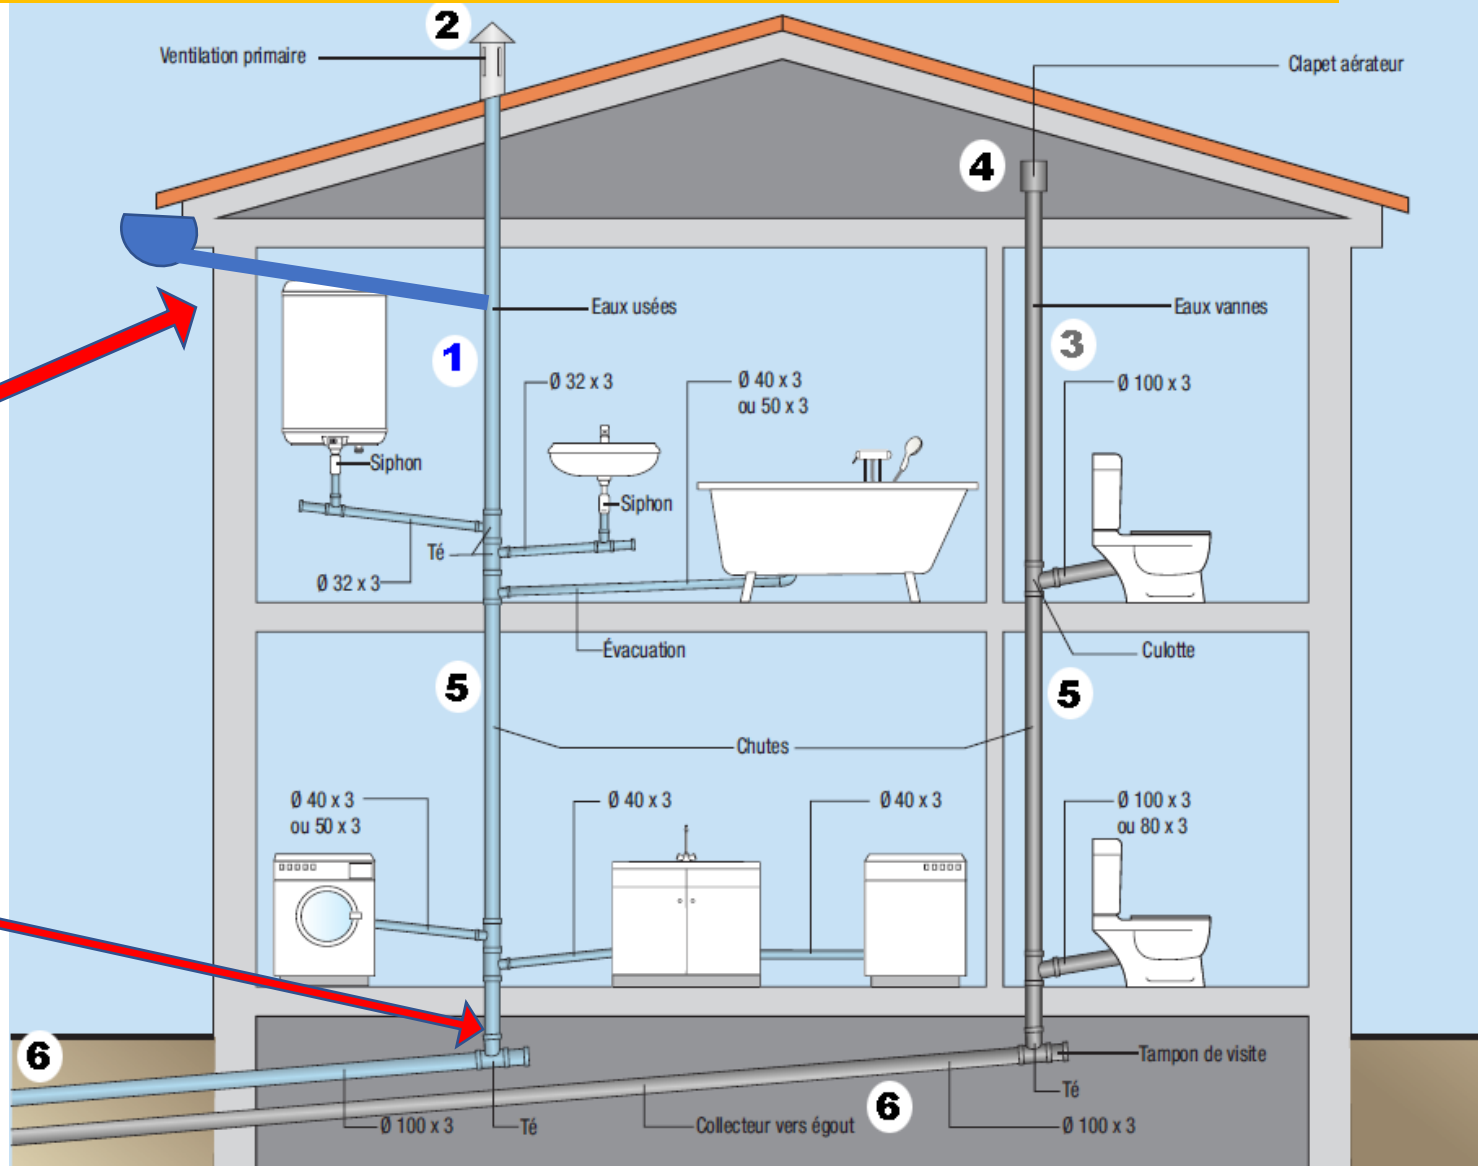 2
Ventilation primaire
Clapet aérateur
4
Eaux usées
Eaux vannes
1
3
Ø 32 x 3
Ø 40 x 3
ou 50 x 3
Ø 100 x 3
Siphon
Siphon
Té
Ø 32 x 3
Évacuation
Culotte
5
5
Chutes
Ø 40 x 3
ou 50 x 3
Ø 40 x 3
Ø 40 x 3
Ø 100 x 3
ou 80 x 3
6
Tampon de visite
Té
6
Ø 100 x 3
Té
Collecteur vers égout
Ø 100 x 3